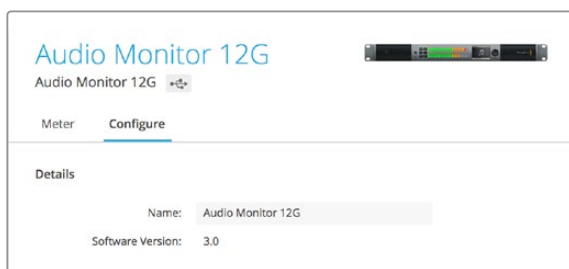 Audio Monitor 12G
Audio Monitor 12G
Meter Configure
Details
Name: Audio Monitor 12G
Software Version: 3.0